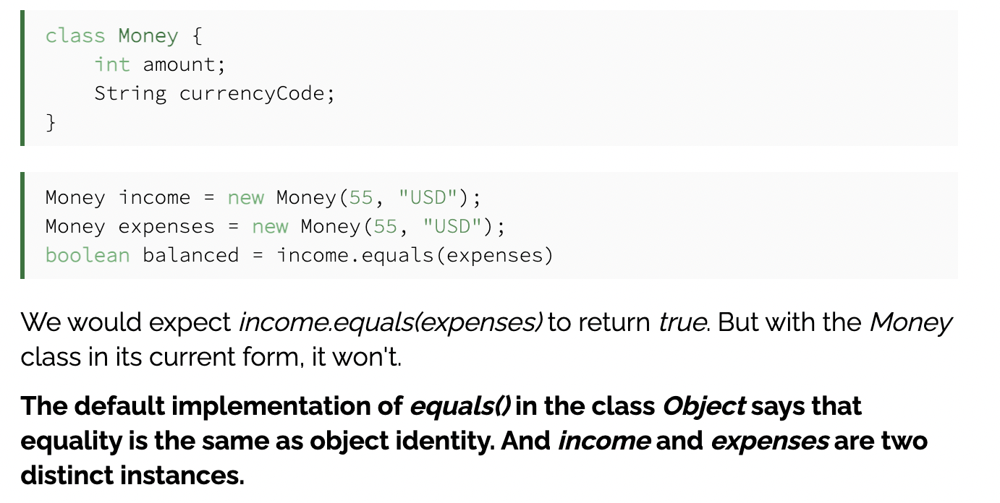 class Money {
    int amount;
    String currencyCode;
}
Money income = new Money(55, "USD");
Money expenses = new Money(55, "USD");
boolean balanced = income.equals(expenses)
We would expect income.equals(expenses) to return true. But with the Money
class in its current form, it won't.
The default implementation of equals() in the class Object says that
equality is the same as object identity. And income and expenses are two
distinct instances.